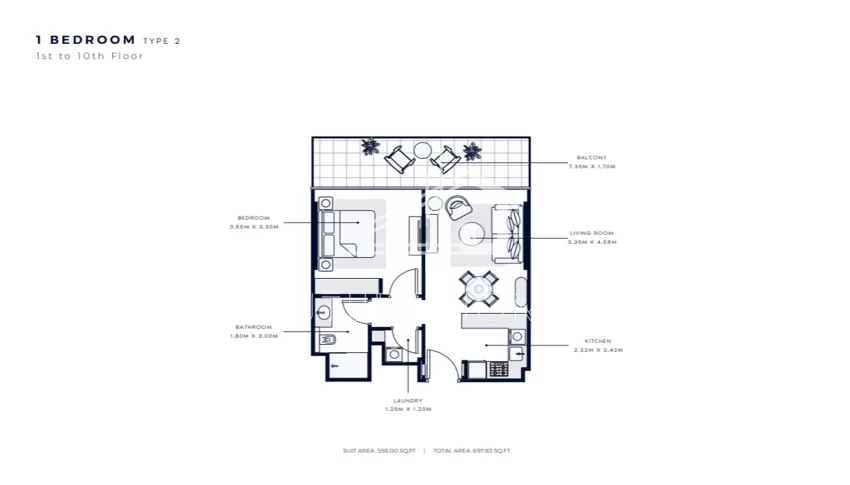 1 BEDROOM TYPE 2
1st to 10th Floor
BALCONY
7.35M X 1.70M
BEDROOM
3.55M X 3.30M
LIVING ROOM
3.35M X 4.58M
BATHROOM
1.80M X 3.00M
KITCHEN
2.22M X 2.42M
LAUNDRY
1.25M X 1.20M
SUIT AREA: 558.00 SQ.FT | TOTAL AREA: 697.65 SQ.FT